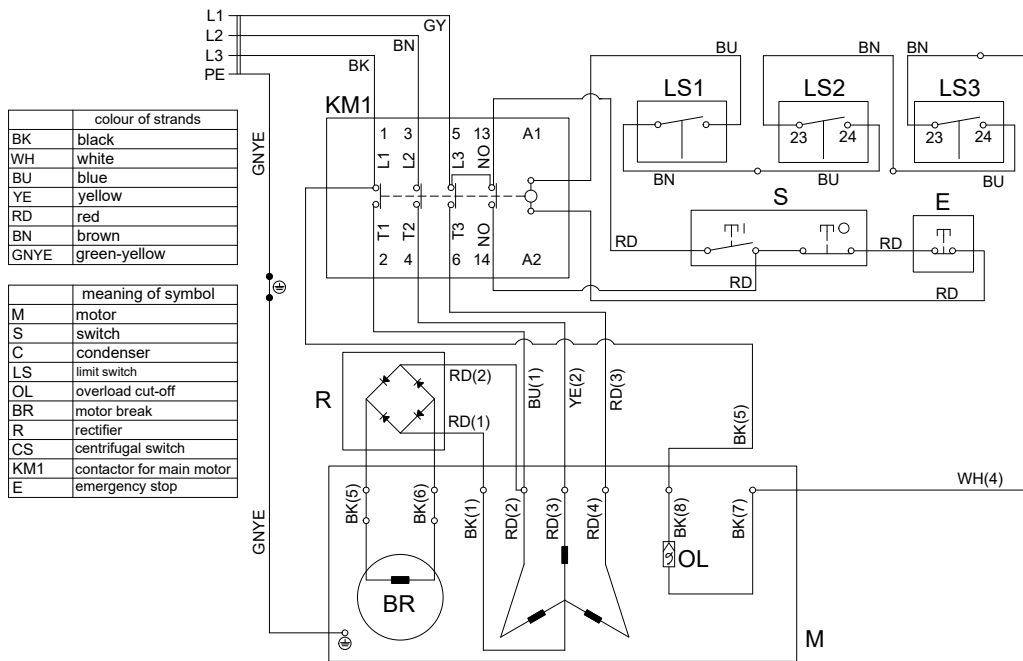 L1
L2
L3
PE
GY
BN
BK
GNYE
GNYE
colour of strands
BK black
WH white
BU blue
YE yellow
RD red
BN brown
GNYE green-yellow
meaning of symbol
M motor
S switch
C condenser
LS limit switch
OL overload cut-off
BR motor break
R rectifier
CS centrifugal switch
KM1 contactor for main motor
E emergency stop
KM1
1 3 5 13 A1
L1 L2 L3 NO
T1 T2 T3 NO
2 4 6 14 A2
BU
BN
BN
LS1
LS2
LS3
23 24
23 24
BN
BU
BU
S
E
I
RD
RD
RD
RD
R
RD(2)
RD(1)
BU(1)
YE(2)
RD(3)
BK(5)
WH(4)
BK(5)
BK(6)
BK(1)
RD(2)
RD(3)
RD(4)
BK(8)
BK(7)
OL
BR
M